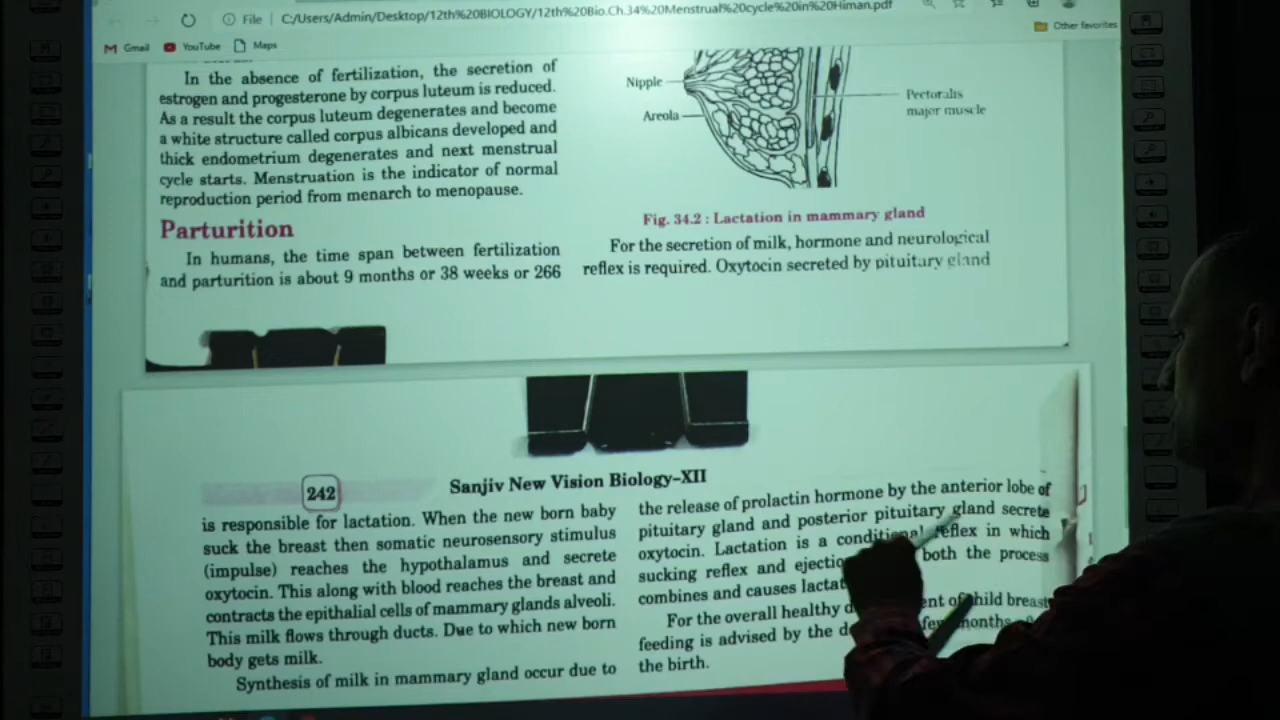 File C:/Users/Admin/Desktop/12th%20BIOLOGY/12th%20Bio.Ch.34%20Menstrual%20cycle%20in%20Himan.pdf
Gmail YouTube Maps Other favorites
In the absence of fertilization, the secretion of
estrogen and progesterone by corpus luteum is reduced.
As a result the corpus luteum degenerates and become
a white structure called corpus albicans developed and
thick endometrium degenerates and next menstrual
cycle starts. Menstruation is the indicator of normal
reproduction period from menarch to menopause.
Parturition
In humans, the time span between fertilization
and parturition is about 9 months or 38 weeks or 266
Nipple
Areola
Pectoralis
major muscle
Fig. 34.2 : Lactation in mammary gland
For the secretion of milk, hormone and neurological
reflex is required. Oxytocin secreted by pituitary gland
242
Sanjiv New Vision Biology-XII
is responsible for lactation. When the new born baby
suck the breast then somatic neurosensory stimulus
(impulse) reaches the hypothalamus and secrete
oxytocin. This along with blood reaches the breast and
contracts the epithalial cells of mammary glands alveoli.
This milk flows through ducts. Due to which new born
body gets milk.
Synthesis of milk in mammary gland occur due to
the release of prolactin hormone by the anterior lobe of
pituitary gland and posterior pituitary gland secrete
oxytocin. Lactation is a conditional reflex in which
sucking reflex and both the process
combines and causes
For the overall healthy child breast
feeding is advised by the months
the birth.